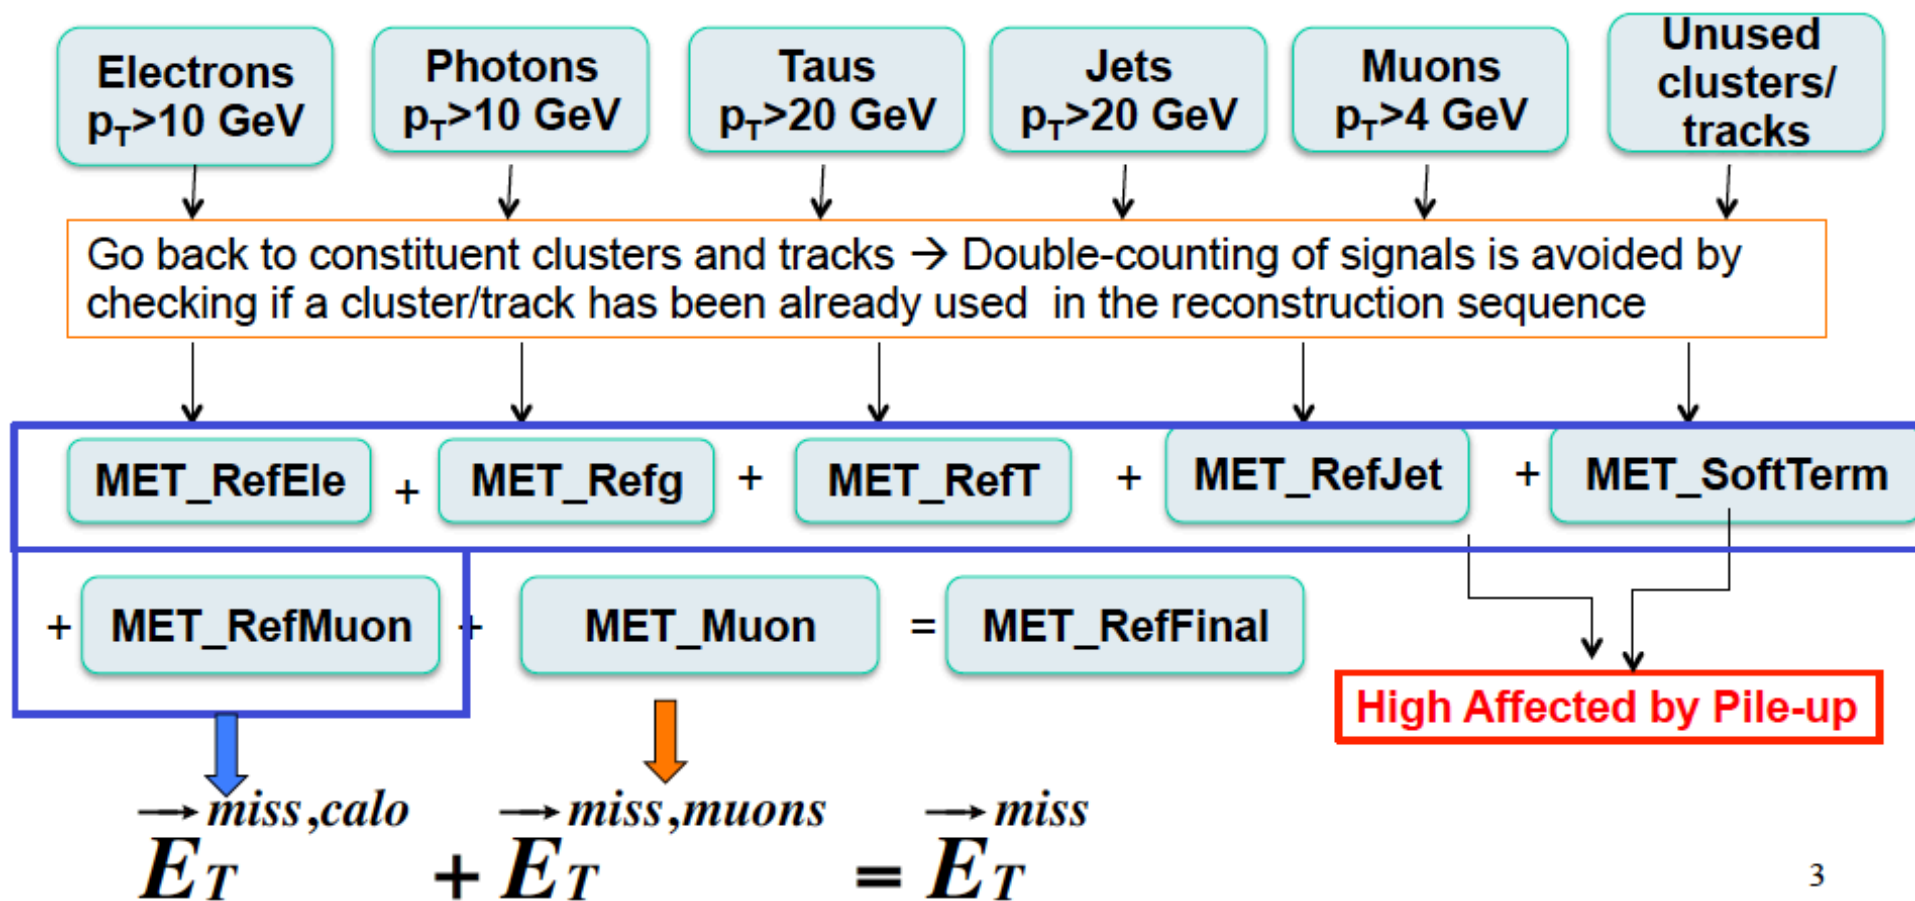 Electrons
pT>10 GeV
Photons
pT>10 GeV
Taus
pT>20 GeV
Jets
pT>20 GeV
Muons
pT>4 GeV
Unused
clusters/
tracks
Go back to constituent clusters and tracks → Double-counting of signals is avoided by
checking if a cluster/track has been already used in the reconstruction sequence
MET_RefEle + MET_Refg + MET_RefT + MET_RefJet + MET_SoftTerm
+ MET_RefMuon + MET_Muon = MET_RefFinal
High Affected by Pile-up
E⃗T miss,calo + E⃗T miss,muons = E⃗T miss
3